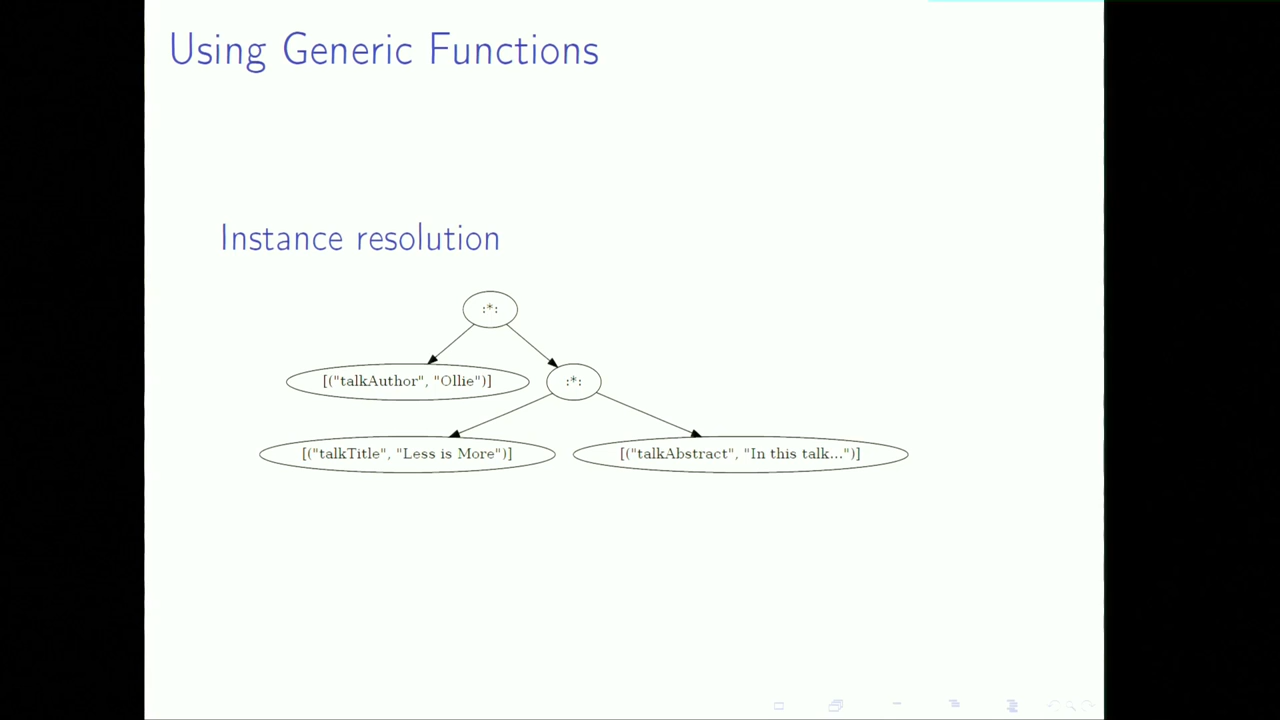 Using Generic Functions
Instance resolution
:*:
[("talkAuthor", "Ollie")]
:*:
[("talkTitle", "Less is More")]
[("talkAbstract", "In this talk...")]